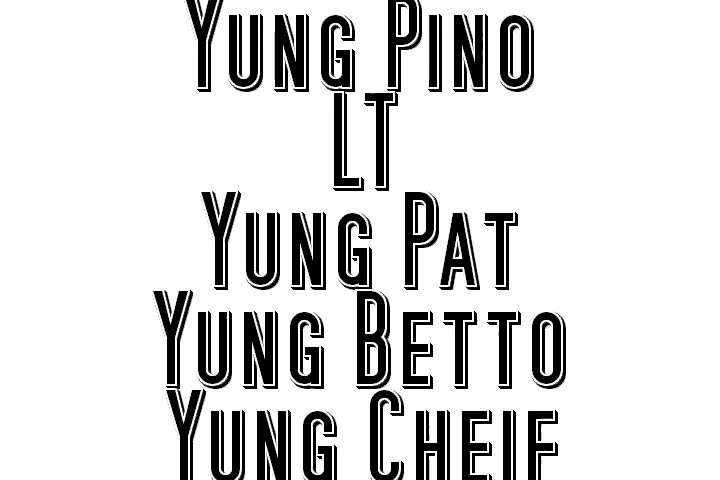 Yung Pino
LT
Yung Pat
Yung Betto
Yung Cheif